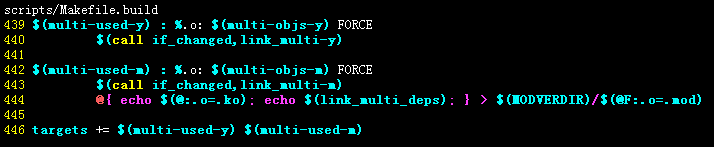 scripts/Makefile.build
439 $(multi-used-y) : %.o: $(multi-objs-y) FORCE
440 $(call if_changed,link_multi-y)
441
442 $(multi-used-m) : %.o: $(multi-objs-m) FORCE
443 $(call if_changed,link_multi-m)
444 @{ echo $(@:.o=.ko); echo $(link_multi_deps); } > $(MODVERDIR)/$(@F:.o=.mod)
445
446 targets += $(multi-used-y) $(multi-used-m)